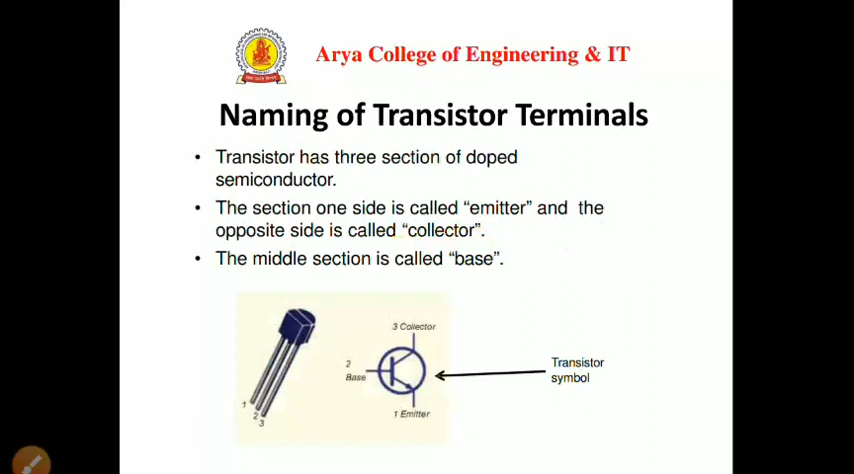 Arya College of Engineering & IT
Naming of Transistor Terminals
• Transistor has three section of doped
semiconductor.
• The section one side is called “emitter” and the
opposite side is called “collector”.
• The middle section is called “base”.
3 Collector
2
Base
Transistor
symbol
1 Emitter
1
2
3